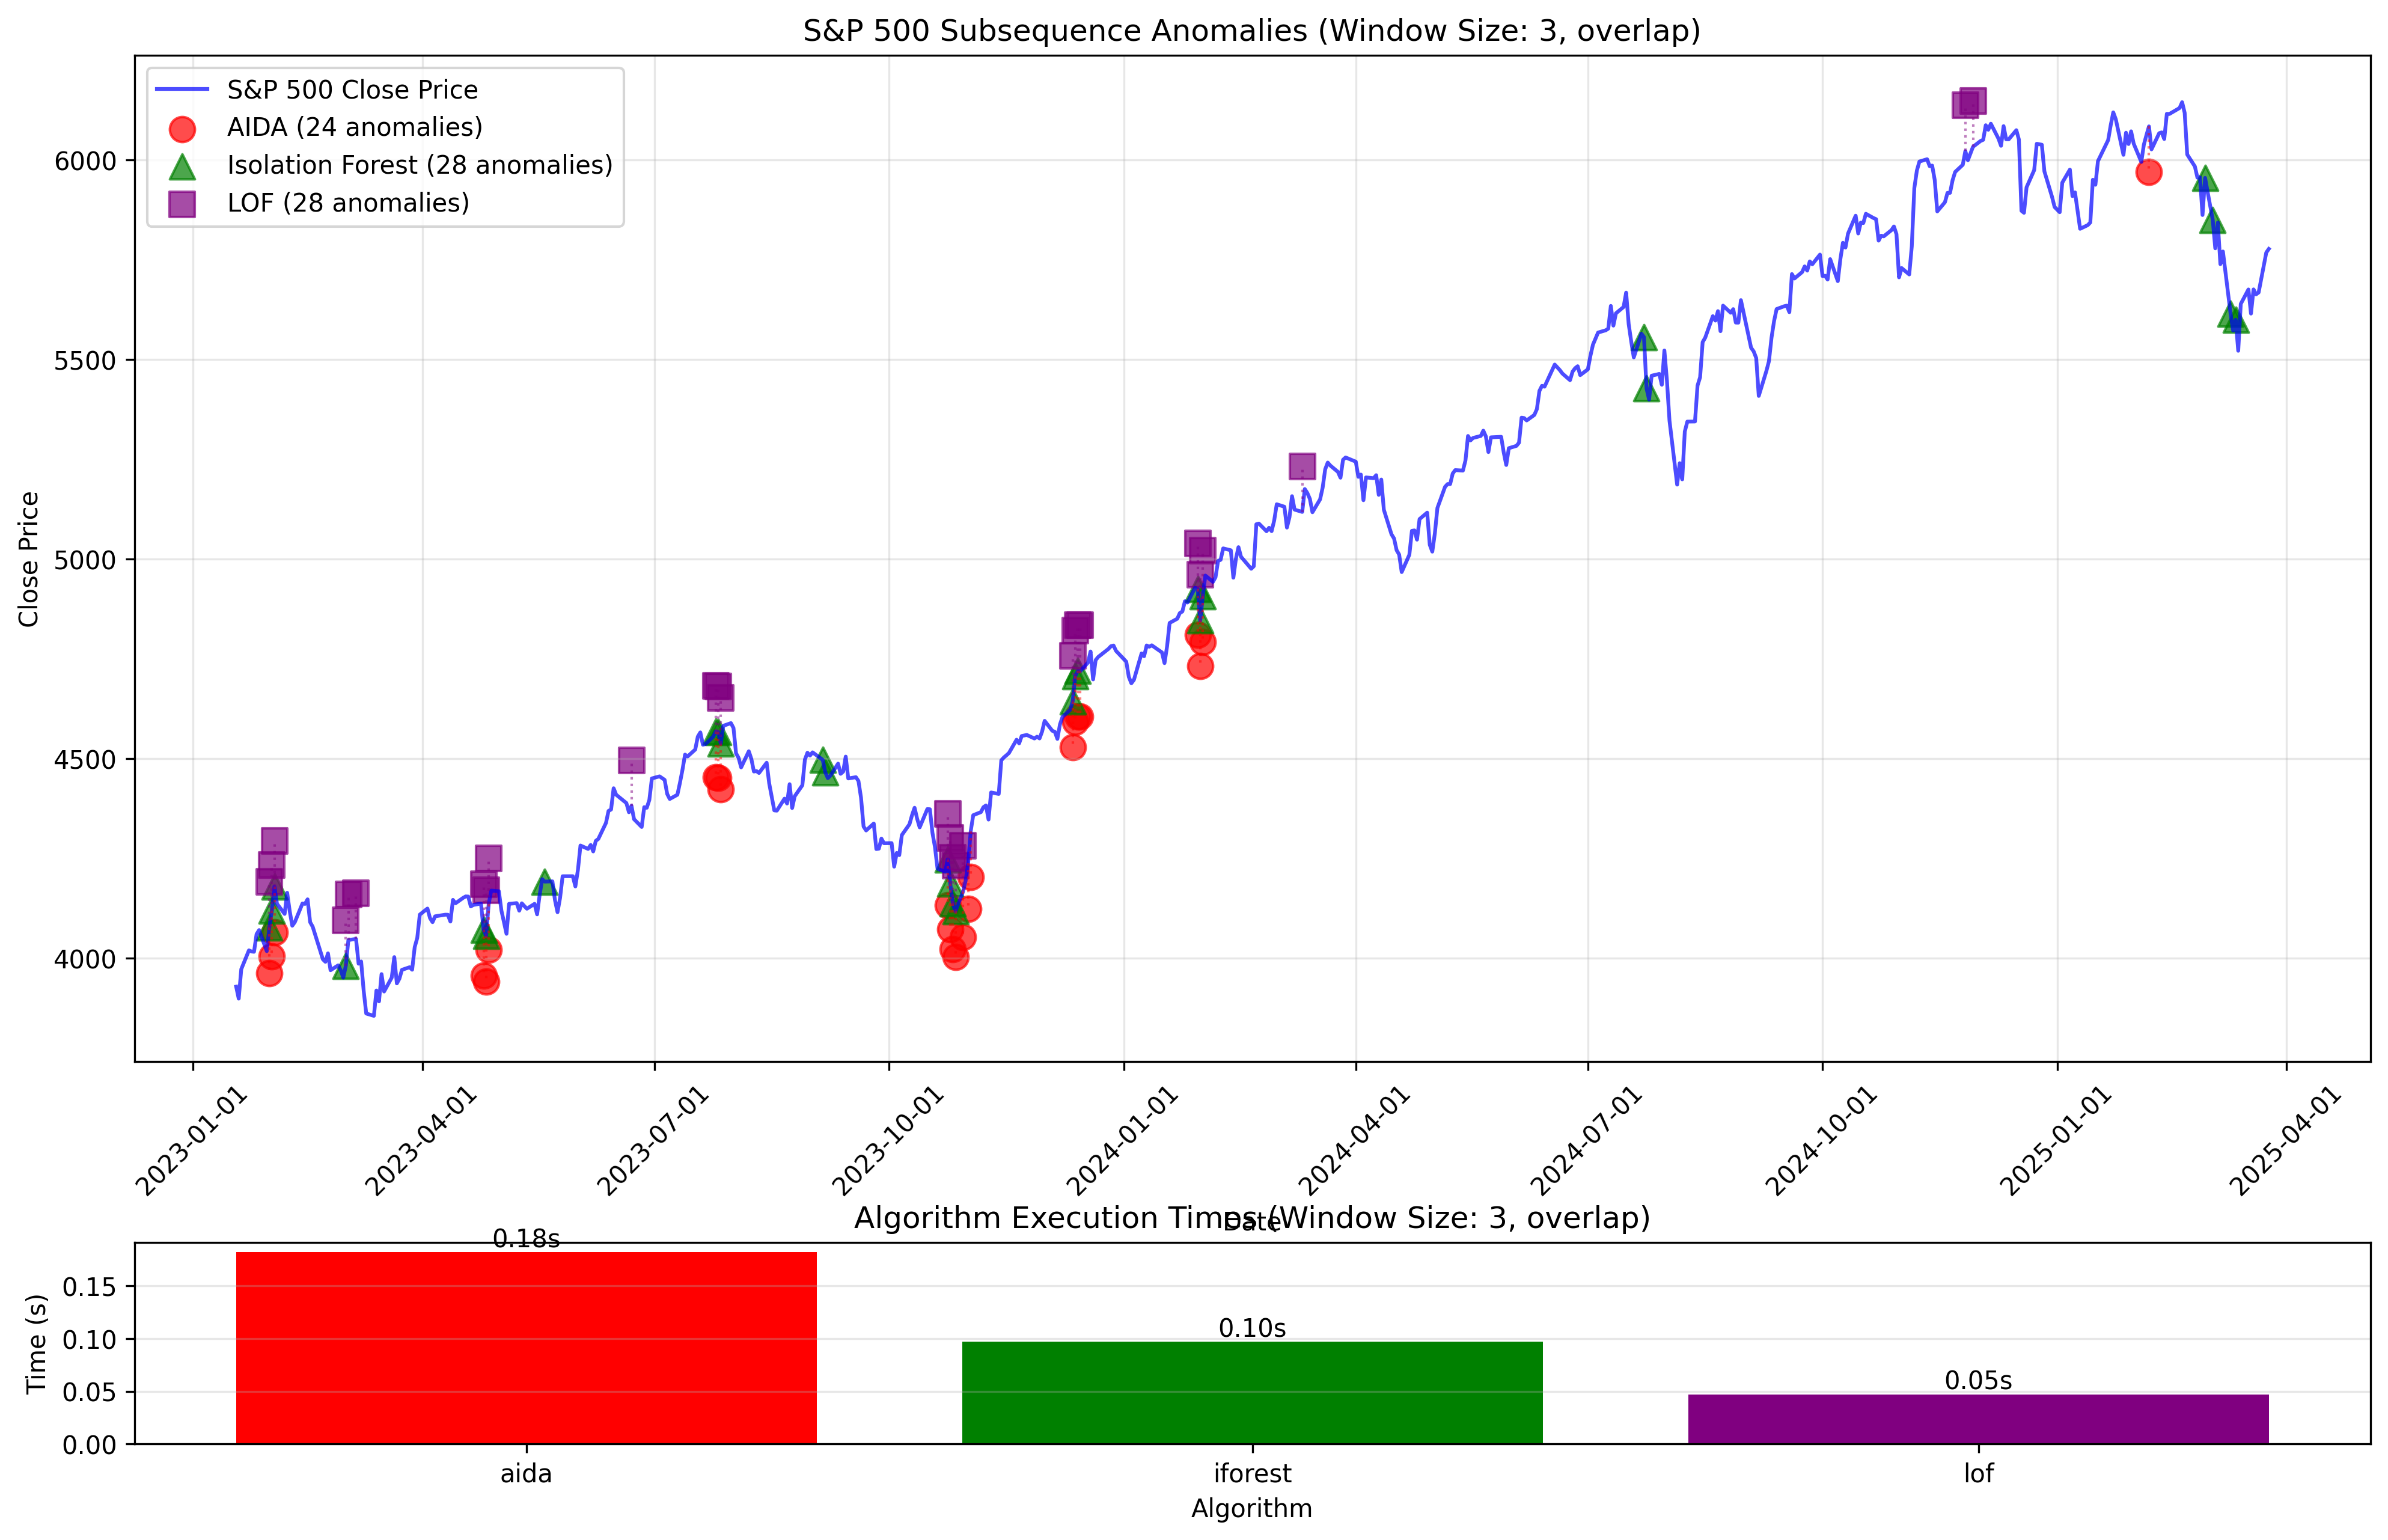 S&P 500 Subsequence Anomalies (Window Size: 3, overlap)
S&P 500 Close Price
AIDA (24 anomalies)
Isolation Forest (28 anomalies)
LOF (28 anomalies)
Close Price
6000
5500
5000
4500
4000
2023-01-01
2023-04-01
2023-07-01
2023-10-01
2024-01-01
2024-04-01
2024-07-01
2024-10-01
2025-01-01
2025-04-01
Date
Algorithm Execution Times (Window Size: 3, overlap)
Time (s)
0.15
0.10
0.05
0.00
0.18s
0.10s
0.05s
aida
iforest
lof
Algorithm